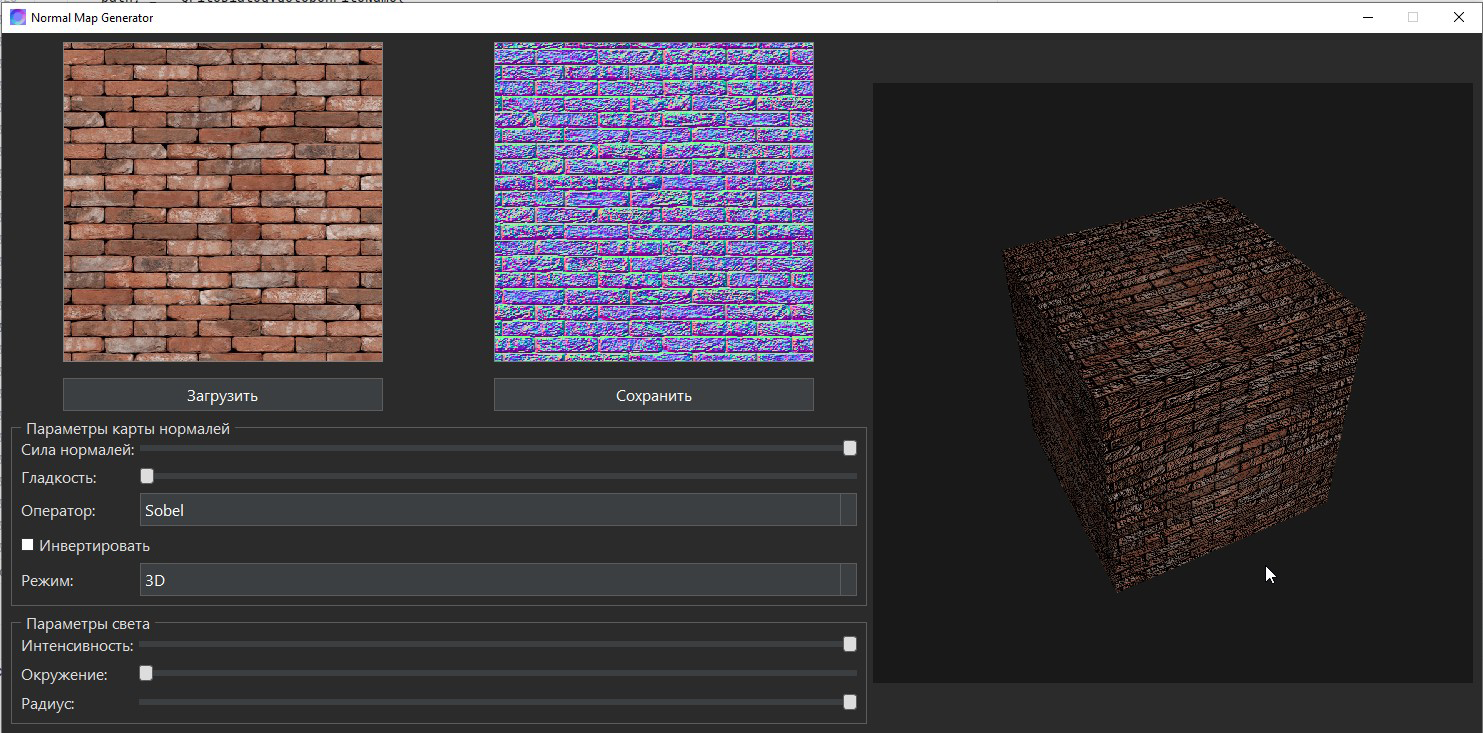 Normal Map Generator
Загрузить
Сохранить
Параметры карты нормалей
Сила нормалей:
Гладкость:
Оператор:
Sobel
Инвертировать
Режим:
3D
Параметры света
Интенсивность:
Окружение:
Радиус: